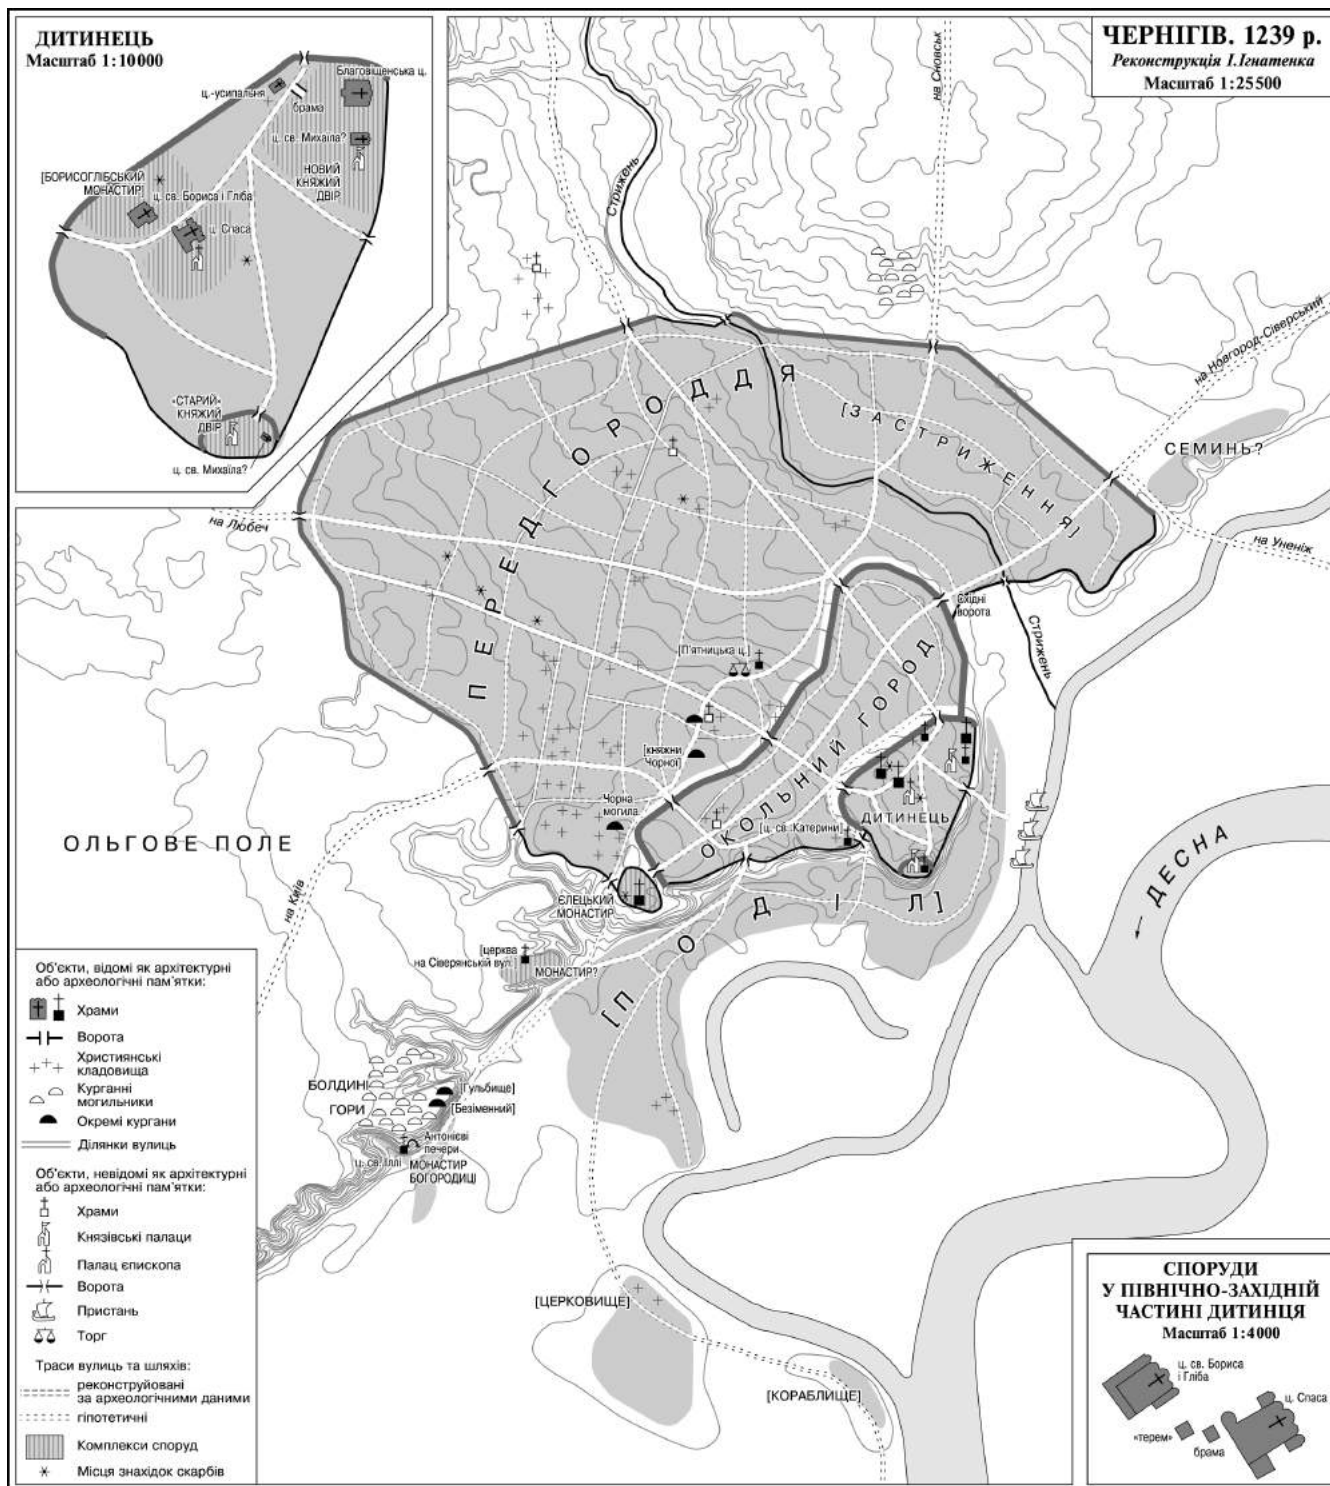 ДИТИНЕЦЬ
Масштаб 1:10000
Благовіщенська ц.
ц.-усипальня
брама
ц. св. Михаїла?
НОВИЙ
КНЯЖИЙ
ДВІР
[БОРИСОГЛІБСЬКИЙ
МОНАСТИР]
ц. св. Бориса і Гліба
ц. Спаса
«СТАРИЙ»
КНЯЖИЙ
ДВІР
ц. св. Михаїла?
ЧЕРНІГІВ. 1239 р.
Реконструкція І.Ігнатенка
Масштаб 1:25500
на Сновськ
Стрижень
на Новгород-Сіверський
СЕМИНЬ?
на Уненіж
на Любеч
ПЕРЕДГОРОДДЯ
[ЗАСТРИЖЕННЯ]
Східні
ворота
Стрижень
[П'ятницька ц.]
[княжни
Чорної]
Чорна
могила
ОКОЛЬНИЙ ГОРОД
[ц. св. Катерини]
ДИТИНЕЦЬ
ОЛЬГОВЕ ПОЛЕ
на Київ
ДЕСНА
ЄЛЕЦЬКИЙ
МОНАСТИР
[ПОДІЛ]
[церква
на Сіверянській вул.]
МОНАСТИР?
БОЛДИНІ
ГОРИ
[Гульбище]
[Безіменний]
Антонієві
печери
ц. св. Іллі
МОНАСТИР
БОГОРОДИЦІ
[ЦЕРКОВИЩЕ]
[КОРАБЛИЩЕ]
Об'єкти, відомі як архітектурні
або археологічні пам'ятки:
Храми
Ворота
Християнські
кладовища
Курганні
могильники
Окремі кургани
Ділянки вулиць
Об'єкти, невідомі як архітектурні
або археологічні пам'ятки:
Храми
Князівські палаци
Палац єпископа
Ворота
Пристань
Торг
Траси вулиць та шляхів:
реконструйовані
за археологічними даними
гіпотетичні
Комплекси споруд
Місця знахідок скарбів
СПОРУДИ
У ПІВНІЧНО-ЗАХІДНІЙ
ЧАСТИНІ ДИТИНЦЯ
Масштаб 1:4000
ц. св. Бориса
і Гліба
ц. Спаса
«терем»
брама